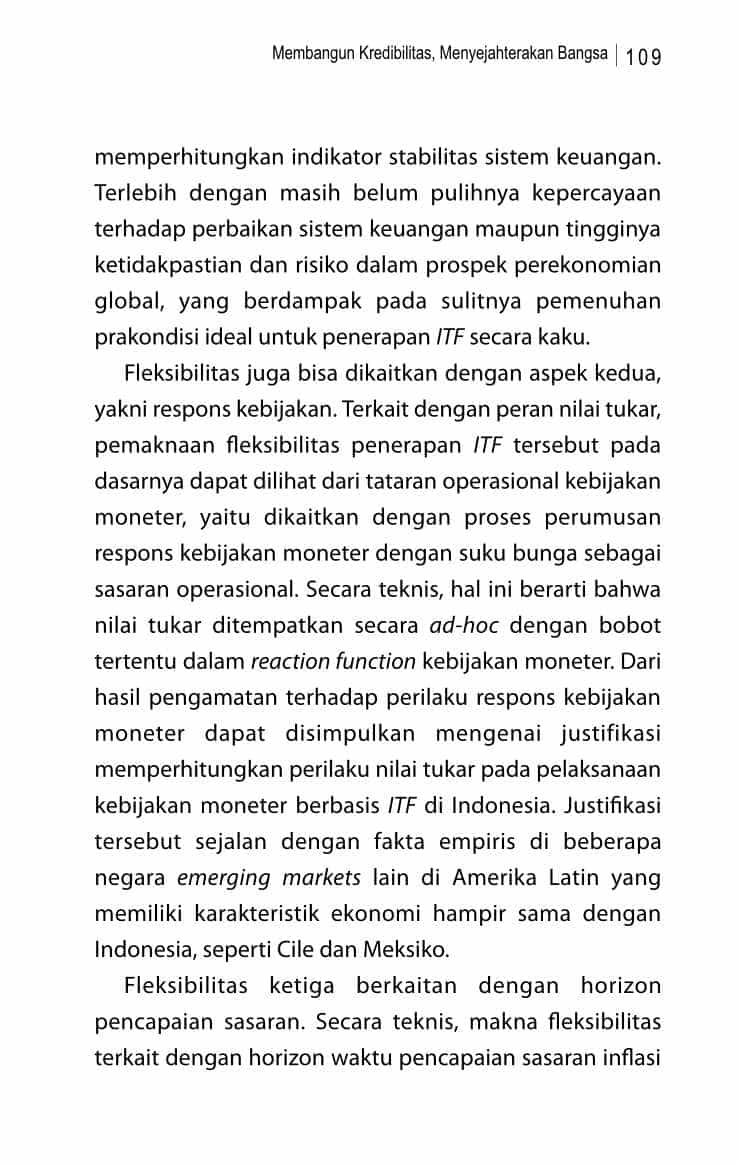 Membangun Kredibilitas, Menyejahterakan Bangsa | 109
memperhitungkan indikator stabilitas sistem keuangan.
Terlebih dengan masih belum pulihnya kepercayaan
terhadap perbaikan sistem keuangan maupun tingginya
ketidakpastian dan risiko dalam prospek perekonomian
global, yang berdampak pada sulitnya pemenuhan
prakondisi ideal untuk penerapan ITF secara kaku.
Fleksibilitas juga bisa dikaitkan dengan aspek kedua,
yakni respons kebijakan. Terkait dengan peran nilai tukar,
pemaknaan fleksibilitas penerapan ITF tersebut pada
dasarnya dapat dilihat dari tataran operasional kebijakan
moneter, yaitu dikaitkan dengan proses perumusan
respons kebijakan moneter dengan suku bunga sebagai
sasaran operasional. Secara teknis, hal ini berarti bahwa
nilai tukar ditempatkan secara ad-hoc dengan bobot
tertentu dalam reaction function kebijakan moneter. Dari
hasil pengamatan terhadap perilaku respons kebijakan
moneter dapat disimpulkan mengenai justifikasi
memperhitungkan perilaku nilai tukar pada pelaksanaan
kebijakan moneter berbasis ITF di Indonesia. Justifikasi
tersebut sejalan dengan fakta empiris di beberapa
negara emerging markets lain di Amerika Latin yang
memiliki karakteristik ekonomi hampir sama dengan
Indonesia, seperti Cile dan Meksiko.
Fleksibilitas ketiga berkaitan dengan horizon
pencapaian sasaran. Secara teknis, makna fleksibilitas
terkait dengan horizon waktu pencapaian sasaran inflasi